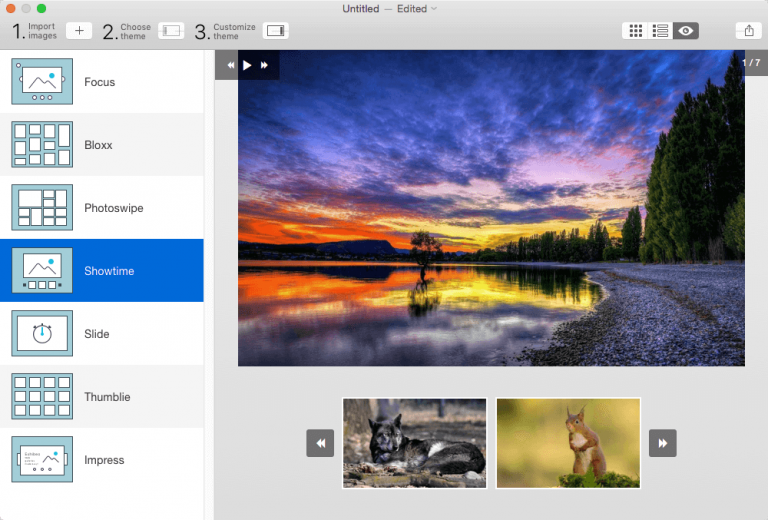 Untitled — Edited
1. Import images
2. Choose theme
3. Customize theme
1 / 7
Focus
Bloxx
Photoswipe
Showtime
Slide
Thumblie
Impress